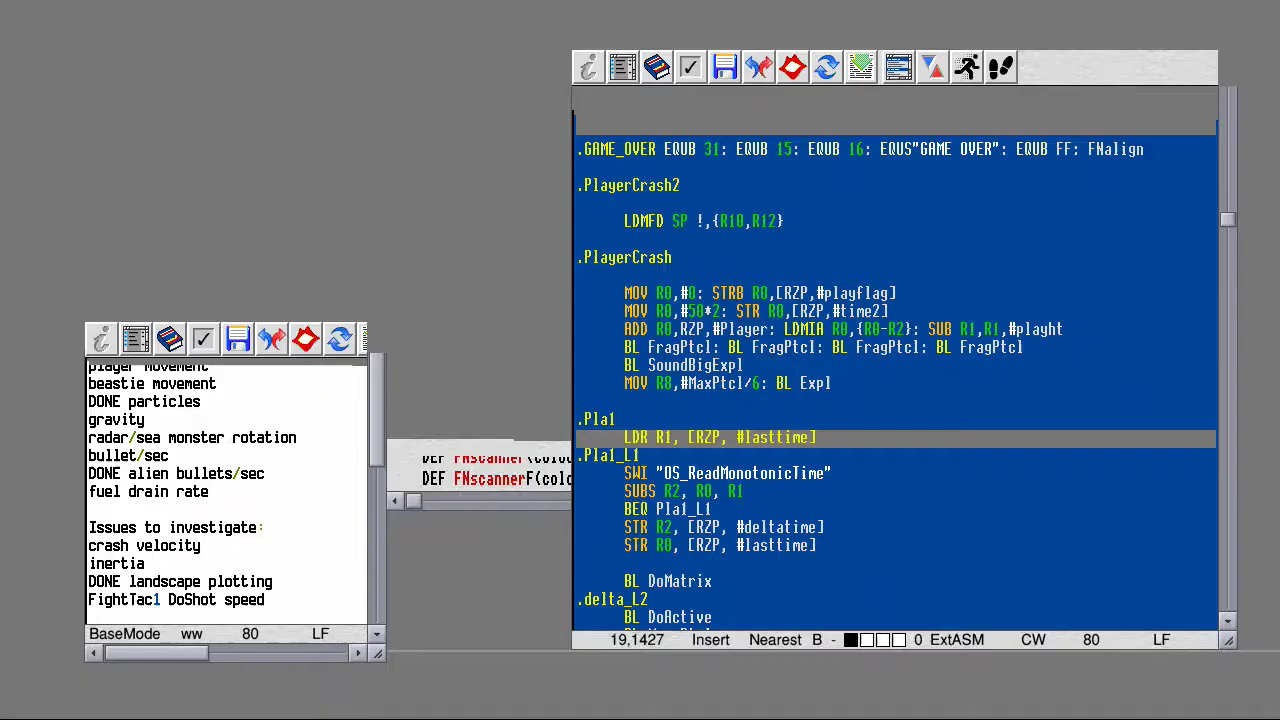 player movement
beastie movement
DONE particles
gravity
radar/sea monster rotation
bullet/sec
DONE alien bullets/sec
fuel drain rate
Issues to investigate:
crash velocity
inertia
DONE landscape plotting
FightTac1 DoShot speed
BaseMode ww 80 LF
DEF FNscanner(colou
DEF FNscannerF(colo
.GAME_OVER EQUB 31: EQUB 15: EQUB 16: EQUS"GAME OVER": EQUB FF: FNalign
.PlayerCrash2
LDMFD SP !,{R10,R12}
.PlayerCrash
MOV R0,#0: STRB R0,[RZP,#playflag]
MOV R0,#50*2: STR R0,[RZP,#time2]
ADD R0,RZP,#Player: LDMIA R0,{R0-R2}: SUB R1,R1,#playht
BL FragPtcl: BL FragPtcl: BL FragPtcl: BL FragPtcl
BL SoundBigExpl
MOV R8,#MaxPtcl/6: BL Expl
.Pla1
LDR R1, [RZP, #lasttime]
.Pla1_L1
SWI "OS_ReadMonotonicTime"
SUBS R2, R0, R1
BEQ Pla1_L1
STR R2, [RZP, #deltatime]
STR R0, [RZP, #lasttime]
BL DoMatrix
.delta_L2
BL DoActive
19,1427 Insert Nearest B - 0 ExtASM CW 80 LF